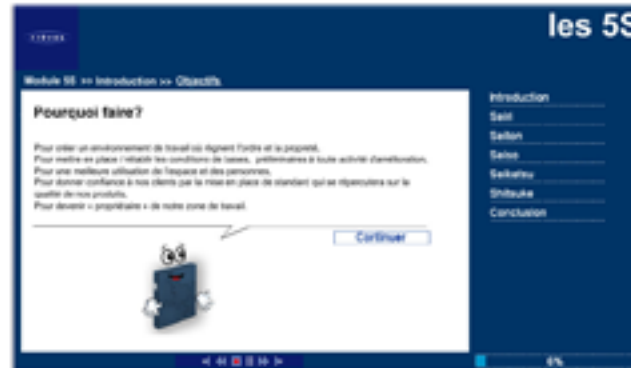 les 5S
Module 5S >> Introduction >> Objectifs
Pourquoi faire?
Pour créer un environnement de travail où règnent l'ordre et la propreté.
Pour mettre en place / rétablir les conditions de bases, préliminaires à toute activité d'amélioration.
Pour une meilleure utilisation de l'espace et des personnes.
Pour donner confiance à nos clients par la mise en place de standard qui se répercutera sur la
qualité de nos produits.
Pour devenir « propriétaire » de notre zone de travail.
Continuer
Introduction
Seiri
Seiton
Seiso
Seiketsu
Shitsuke
Conclusion
6%